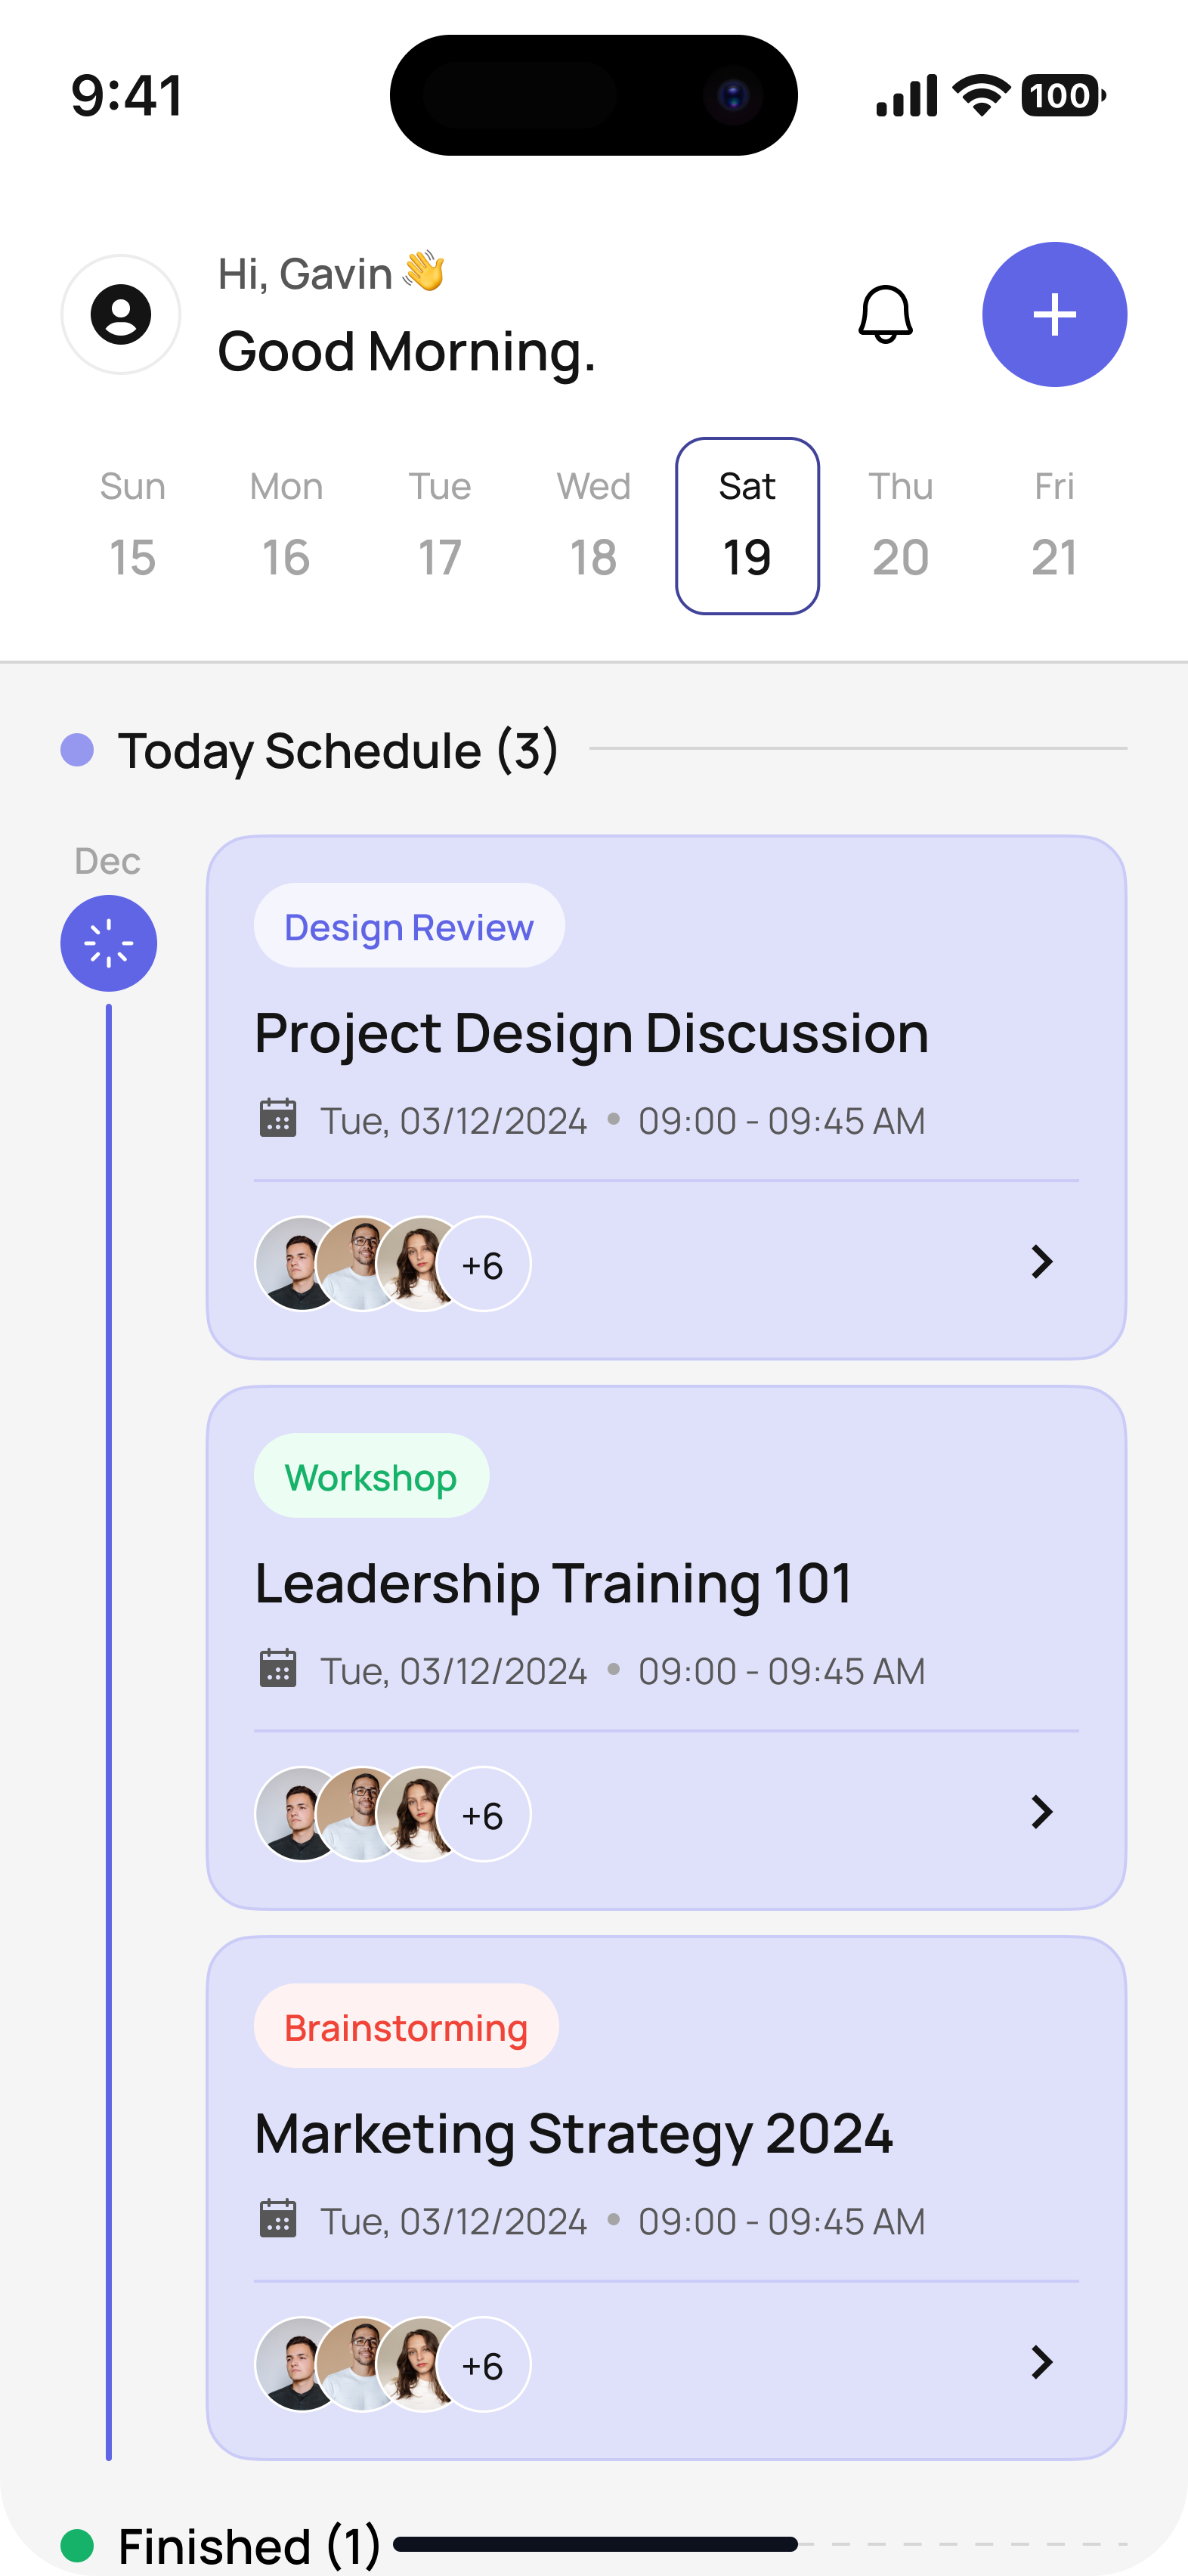 9:41
100
Hi, Gavin 👋
Good Morning.
Sun Mon Tue Wed Sat Thu Fri
15 16 17 18 19 20 21
Today Schedule (3)
Dec
Design Review
Project Design Discussion
Tue, 03/12/2024 • 09:00 - 09:45 AM
+6
Workshop
Leadership Training 101
Tue, 03/12/2024 • 09:00 - 09:45 AM
+6
Brainstorming
Marketing Strategy 2024
Tue, 03/12/2024 • 09:00 - 09:45 AM
+6
Finished (1)